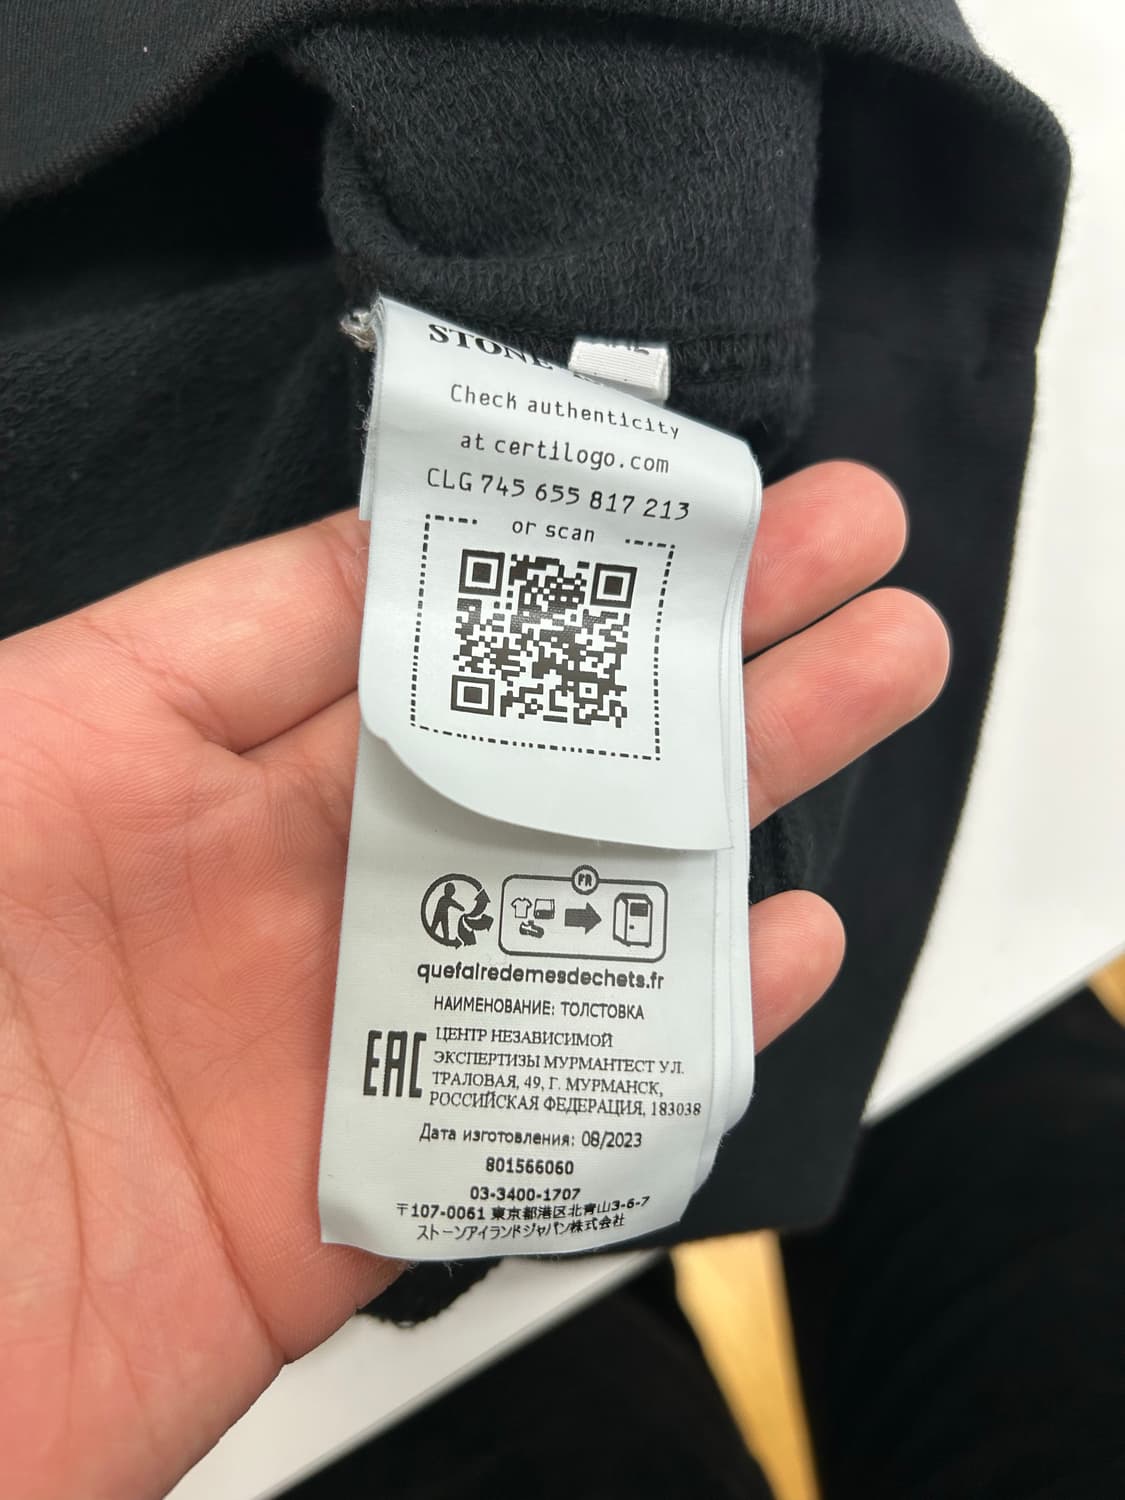 STONE
Check authenticity
at certilogo.com
CLG 745 655 817 213
or scan
FR
quefairedemesdechets.fr
НАИМЕНОВАНИЕ: ТОЛСТОВКА
EAC
ЦЕНТР НЕЗАВИСИМОЙ
ЭКСПЕРТИЗЫ МУРМАНТЕСТ УЛ.
ТРАЛОВАЯ, 49, Г. МУРМАНСК,
РОССИЙСКАЯ ФЕДЕРАЦИЯ, 183038
Дата изготовления: 08/2023
801566060
03-3400-1707
〒107-0061 東京都港区北青山3-6-7
ストーンアイランドジャパン株式会社